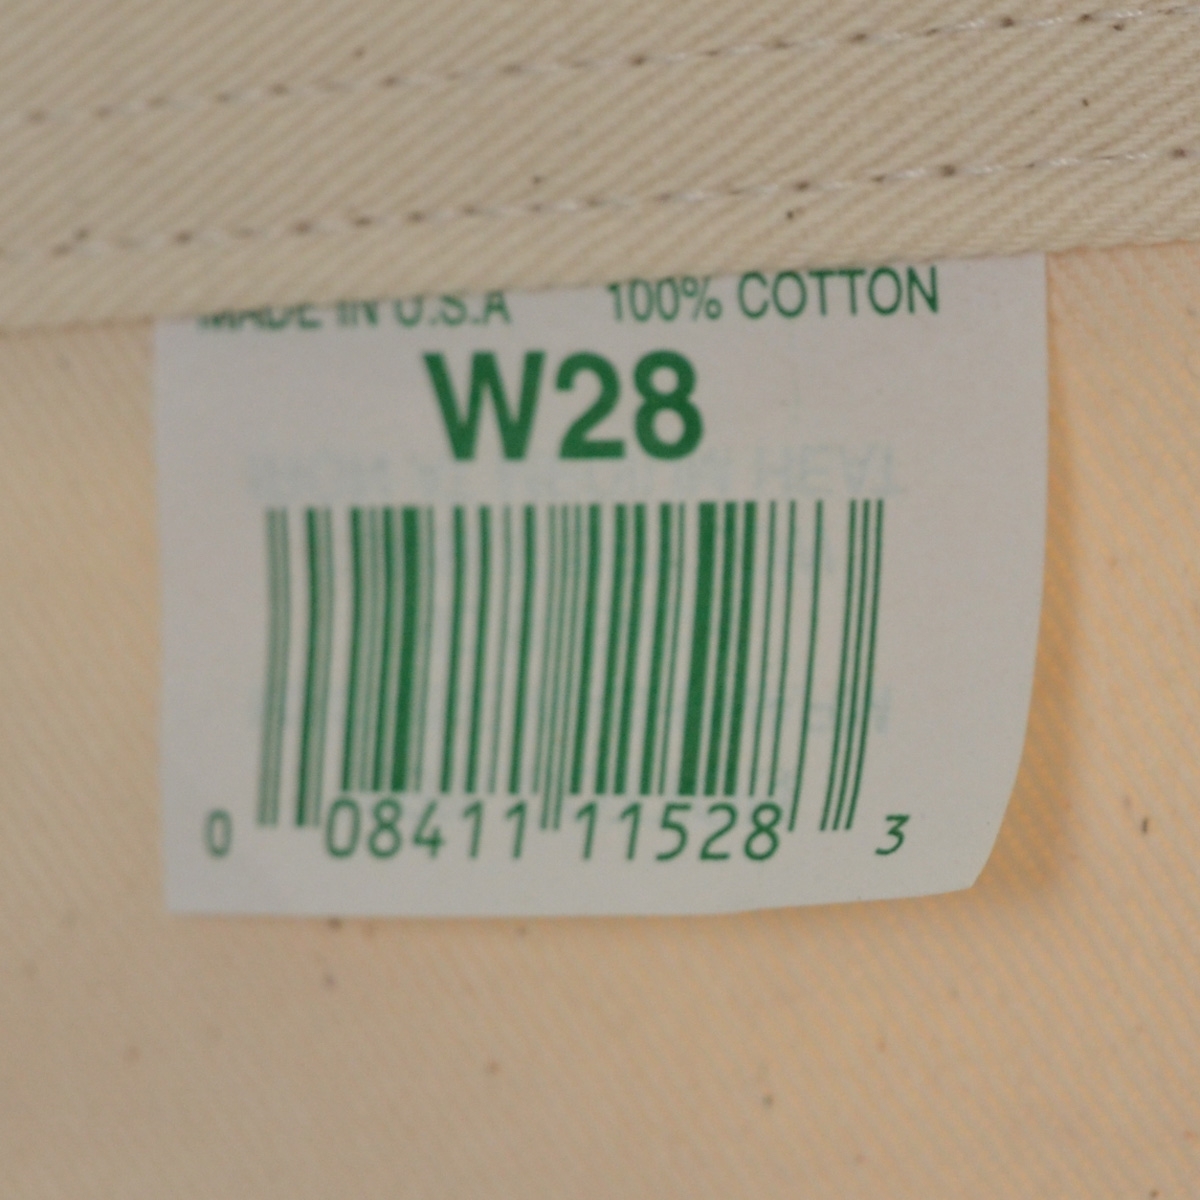 MADE IN U.S.A 100% COTTON
W28
0 08411 11528 3